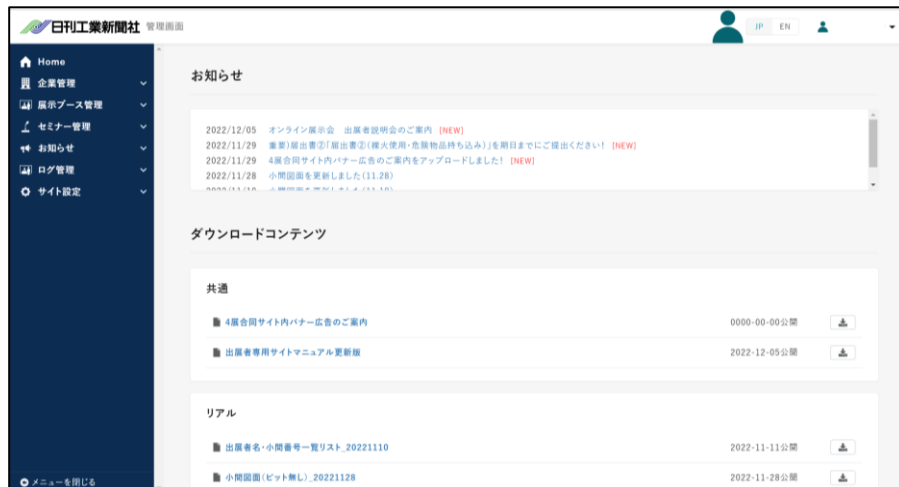 日刊工業新聞社 管理画面
JP EN
Home
企業管理
展示ブース管理
セミナー管理
お知らせ
ログ管理
サイト設定
メニューを閉じる
お知らせ
2022/12/05 オンライン展示会 出展者説明会のご案内 [NEW]
2022/11/29 重要)届出書②「届出書②(裸火使用・危険物品持ち込み)」を期日までにご提出ください! [NEW]
2022/11/29 4展合同サイト内バナー広告のご案内をアップロードしました! [NEW]
2022/11/28 小間図面を更新しました(11.28)
ダウンロードコンテンツ
共通
4展合同サイト内バナー広告のご案内 0000-00-00公開
出展者専用サイトマニュアル更新版 2022-12-05公開
リアル
出展者名・小間番号一覧リスト_20221110 2022-11-11公開
小間図面(ピット無し)_20221128 2022-11-28公開